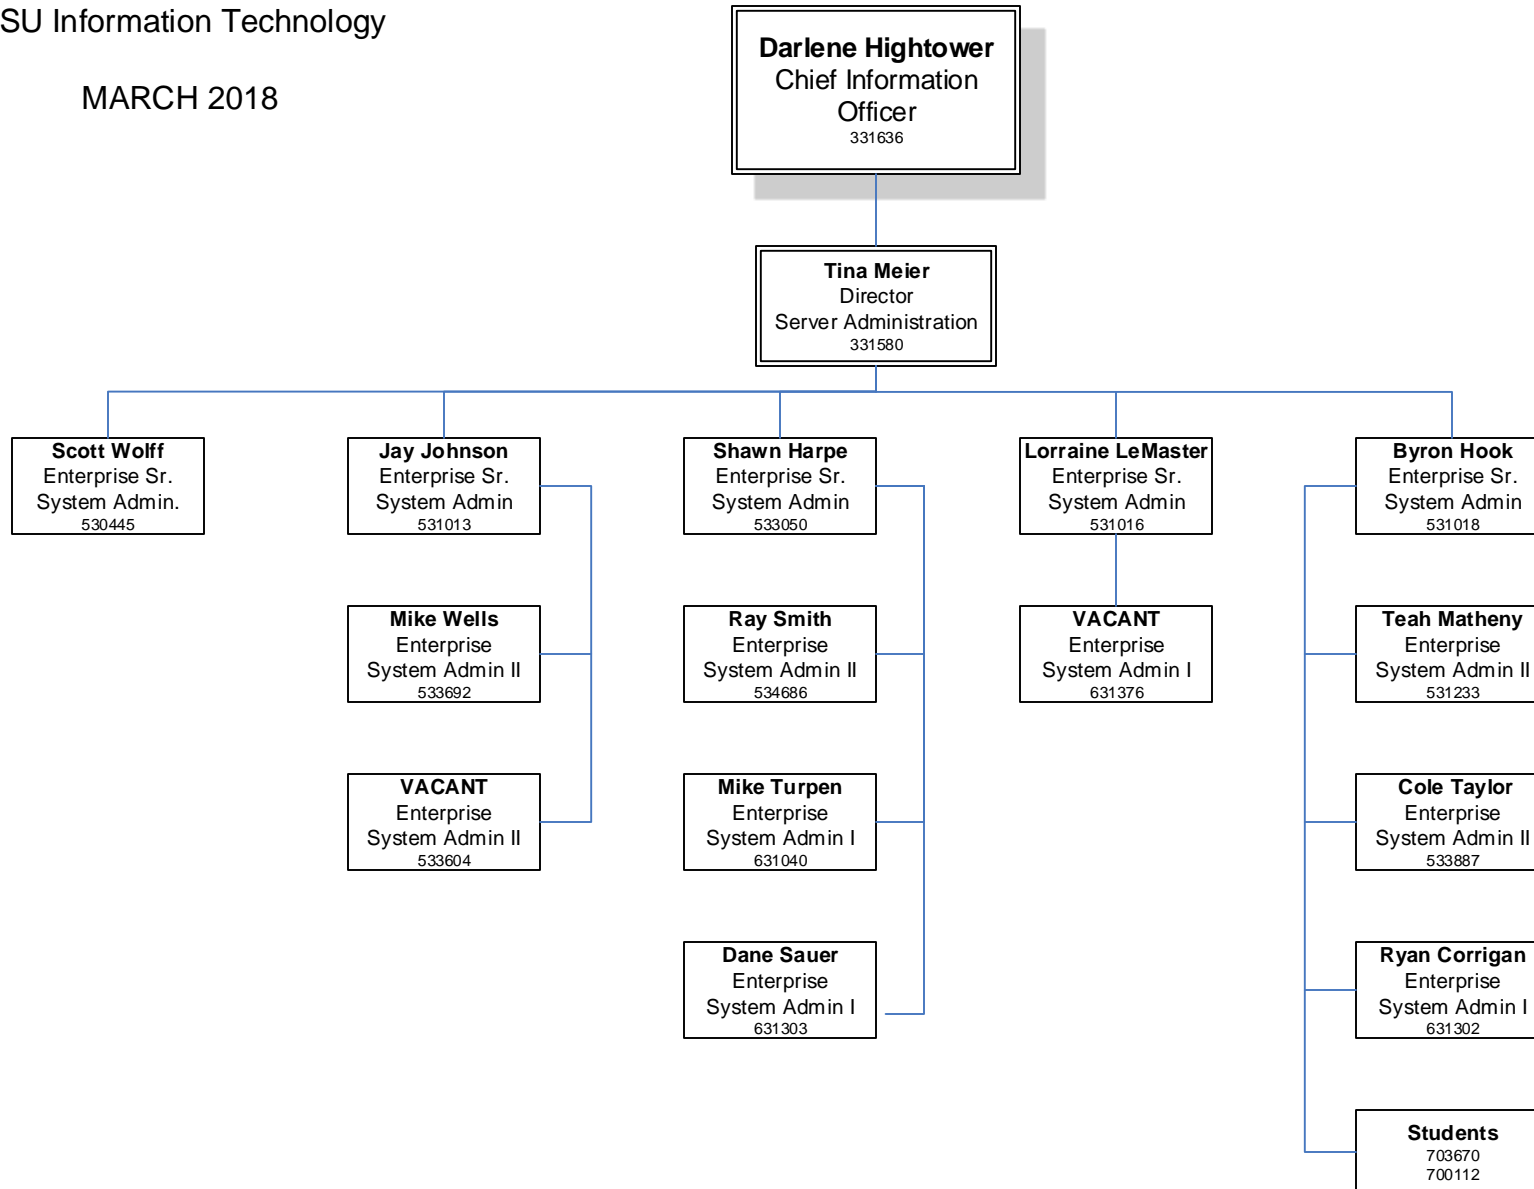 SU Information Technology
MARCH 2018
Darlene Hightower
Chief Information
Officer
331636
Tina Meier
Director
Server Administration
331580
Scott Wolff
Enterprise Sr.
System Admin.
530445
Jay Johnson
Enterprise Sr.
System Admin
531013
Shawn Harpe
Enterprise Sr.
System Admin
533050
Lorraine LeMaster
Enterprise Sr.
System Admin
531016
Byron Hook
Enterprise Sr.
System Admin
531018
Mike Wells
Enterprise
System Admin II
533692
Ray Smith
Enterprise
System Admin II
534686
VACANT
Enterprise
System Admin I
631376
Teah Matheny
Enterprise
System Admin II
531233
VACANT
Enterprise
System Admin II
533604
Mike Turpen
Enterprise
System Admin I
631040
Cole Taylor
Enterprise
System Admin II
533887
Dane Sauer
Enterprise
System Admin I
631303
Ryan Corrigan
Enterprise
System Admin I
631302
Students
703670
700112